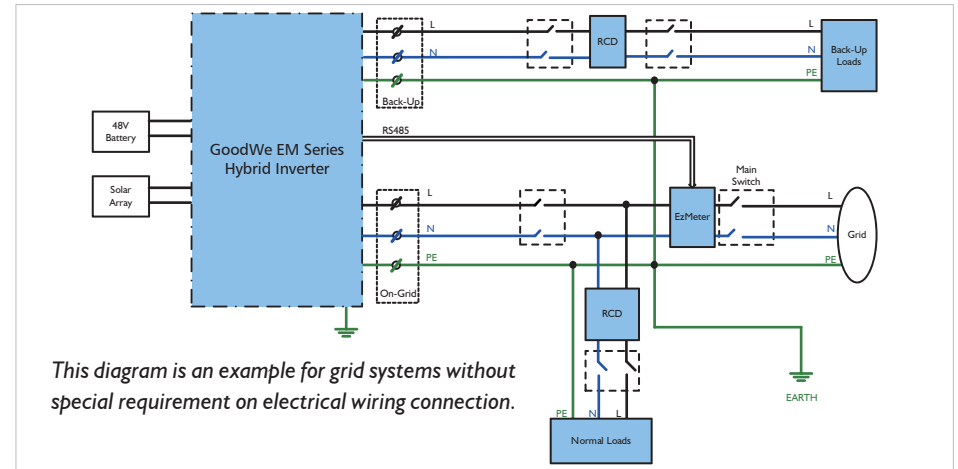 L
N
PE
Back-Up
RCD
L
N
PE
Back-Up
Loads
48V
Battery
Solar
Array
GoodWe EM Series
Hybrid Inverter
RS485
L
N
PE
On-Grid
EzMeter
Main
Switch
L
N
PE
Grid
RCD
PE
N
L
Normal Loads
EARTH
This diagram is an example for grid systems without
special requirement on electrical wiring connection.